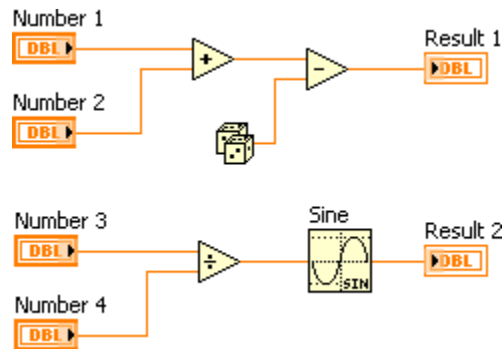 Number 1
DBL
Number 2
DBL
+
-
Result 1
DBL
Number 3
DBL
Number 4
DBL
÷
Sine
SIN
Result 2
DBL